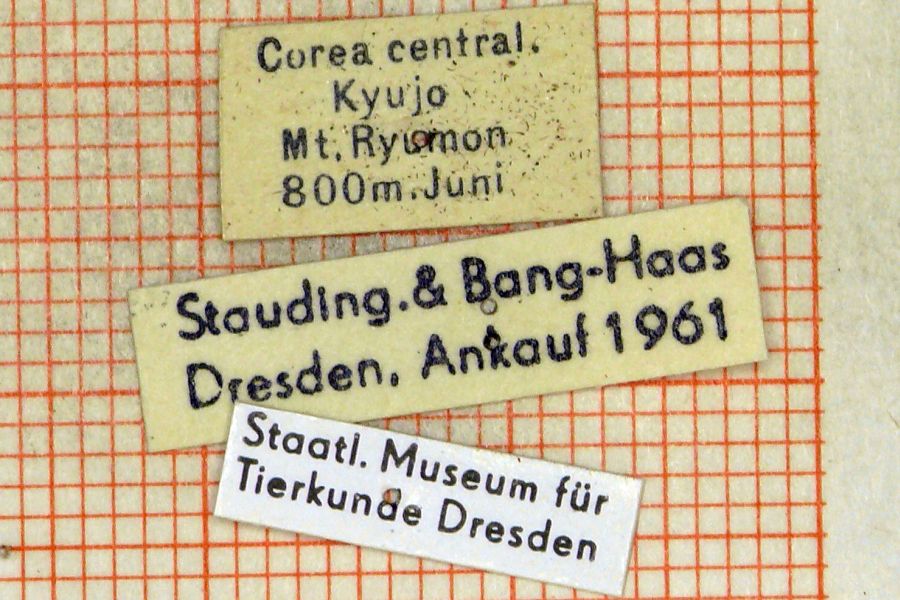 Corea central.
Kyujo
Mt. Ryumon
800m. Juni
Stauding. & Bang-Haas
Dresden, Ankauf 1961
Staatl. Museum für
Tierkunde Dresden